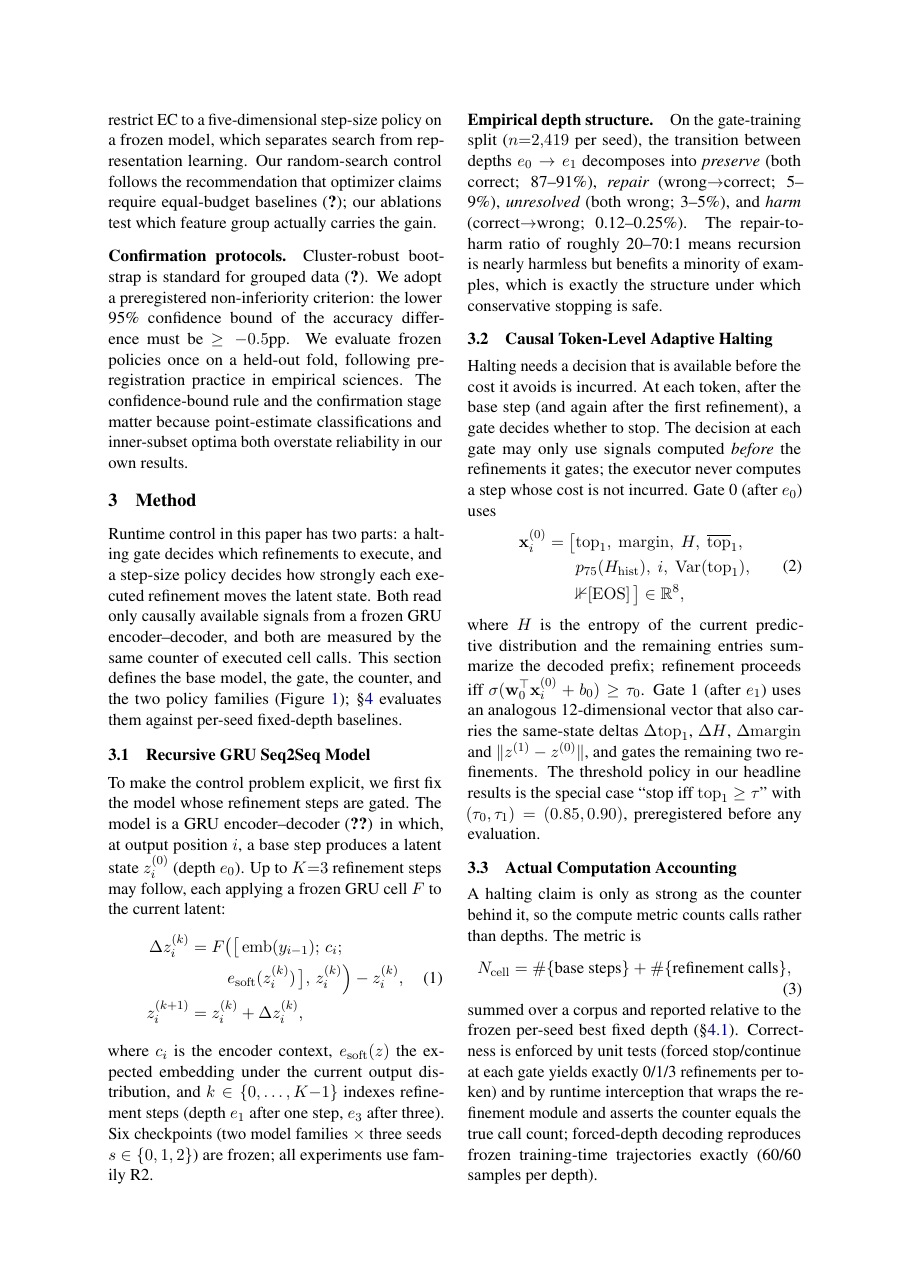 restrict EC to a five-dimensional step-size policy on
a frozen model, which separates search from rep-
resentation learning. Our random-search control
follows the recommendation that optimizer claims
require equal-budget baselines (?); our ablations
test which feature group actually carries the gain.
Confirmation protocols. Cluster-robust boot-
strap is standard for grouped data (?). We adopt
a preregistered non-inferiority criterion: the lower
95% confidence bound of the accuracy differ-
ence must be ≥ −0.5pp. We evaluate frozen
policies once on a held-out fold, following pre-
registration practice in empirical sciences. The
confidence-bound rule and the confirmation stage
matter because point-estimate classifications and
inner-subset optima both overstate reliability in our
own results.
3 Method
Runtime control in this paper has two parts: a halt-
ing gate decides which refinements to execute, and
a step-size policy decides how strongly each exe-
cuted refinement moves the latent state. Both read
only causally available signals from a frozen GRU
encoder–decoder, and both are measured by the
same counter of executed cell calls. This section
defines the base model, the gate, the counter, and
the two policy families (Figure 1); §4 evaluates
them against per-seed fixed-depth baselines.
3.1 Recursive GRU Seq2Seq Model
To make the control problem explicit, we first fix
the model whose refinement steps are gated. The
model is a GRU encoder–decoder (??) in which,
at output position i, a base step produces a latent
state z_i^(0) (depth e₀). Up to K=3 refinement steps
may follow, each applying a frozen GRU cell F to
the current latent:
Δz_i^(k) = F([ emb(y_{i−1}); c_i;
e_soft(z_i^(k)) ], z_i^(k)) − z_i^(k), (1)
z_i^(k+1) = z_i^(k) + Δz_i^(k),
where c_i is the encoder context, e_soft(z) the ex-
pected embedding under the current output dis-
tribution, and k ∈ {0, . . . , K−1} indexes refine-
ment steps (depth e₁ after one step, e₃ after three).
Six checkpoints (two model families × three seeds
s ∈ {0, 1, 2}) are frozen; all experiments use fam-
ily R2.
Empirical depth structure. On the gate-training
split (n=2,419 per seed), the transition between
depths e₀ → e₁ decomposes into preserve (both
correct; 87–91%), repair (wrong→correct; 5–
9%), unresolved (both wrong; 3–5%), and harm
(correct→wrong; 0.12–0.25%). The repair-to-
harm ratio of roughly 20–70:1 means recursion
is nearly harmless but benefits a minority of exam-
ples, which is exactly the structure under which
conservative stopping is safe.
3.2 Causal Token-Level Adaptive Halting
Halting needs a decision that is available before the
cost it avoids is incurred. At each token, after the
base step (and again after the first refinement), a
gate decides whether to stop. The decision at each
gate may only use signals computed before the
refinements it gates; the executor never computes
a step whose cost is not incurred. Gate 0 (after e₀)
uses
x_i^(0) = [top₁, margin, H, \overline{top}₁,
p₇₅(H_hist), i, Var(top₁),  (2)
⊮[EOS] ] ∈ ℝ⁸,
where H is the entropy of the current predic-
tive distribution and the remaining entries sum-
marize the decoded prefix; refinement proceeds
iff σ(w₀^⊤ x_i^(0) + b₀) ≥ τ₀. Gate 1 (after e₁) uses
an analogous 12-dimensional vector that also car-
ries the same-state deltas Δtop₁, ΔH, Δmargin
and ∥z^(1) − z^(0)∥, and gates the remaining two re-
finements. The threshold policy in our headline
results is the special case “stop iff top₁ ≥ τ” with
(τ₀, τ₁) = (0.85, 0.90), preregistered before any
evaluation.
3.3 Actual Computation Accounting
A halting claim is only as strong as the counter
behind it, so the compute metric counts calls rather
than depths. The metric is
N_cell = #{base steps} + #{refinement calls},
(3)
summed over a corpus and reported relative to the
frozen per-seed best fixed depth (§4.1). Correct-
ness is enforced by unit tests (forced stop/continue
at each gate yields exactly 0/1/3 refinements per to-
ken) and by runtime interception that wraps the re-
finement module and asserts the counter equals the
true call count; forced-depth decoding reproduces
frozen training-time trajectories exactly (60/60
samples per depth).